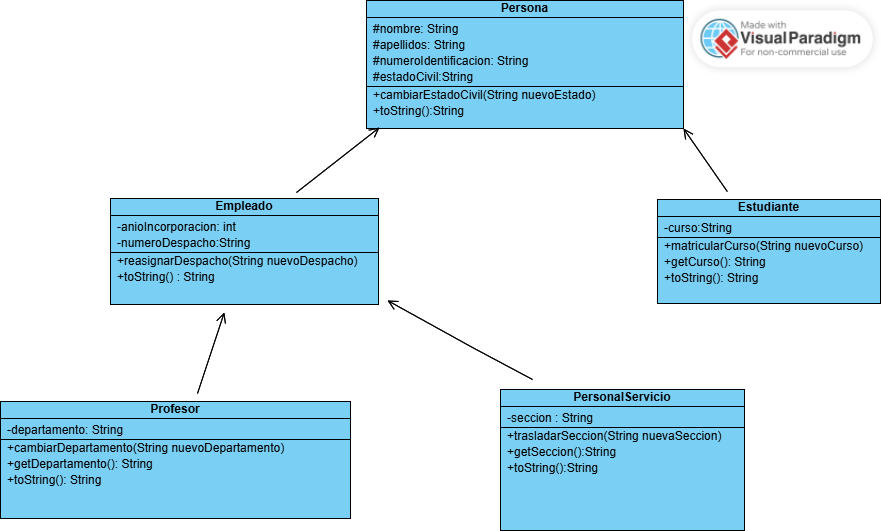 Persona
#nombre: String
#apellidos: String
#numeroIdentificacion: String
#estadoCivil:String
+cambiarEstadoCivil(String nuevoEstado)
+toString():String
Made with
Visual Paradigm
For non-commercial use
Empleado
-anioIncorporacion: int
-numeroDespacho:String
+reasignarDespacho(String nuevoDespacho)
+toString() : String
Estudiante
-curso:String
+matricularCurso(String nuevoCurso)
+getCurso(): String
+toString(): String
Profesor
-departamento: String
+cambiarDepartamento(String nuevoDepartamento)
+getDepartamento(): String
+toString(): String
PersonalServicio
-seccion : String
+trasladarSeccion(String nuevaSeccion)
+getSeccion():String
+toString():String